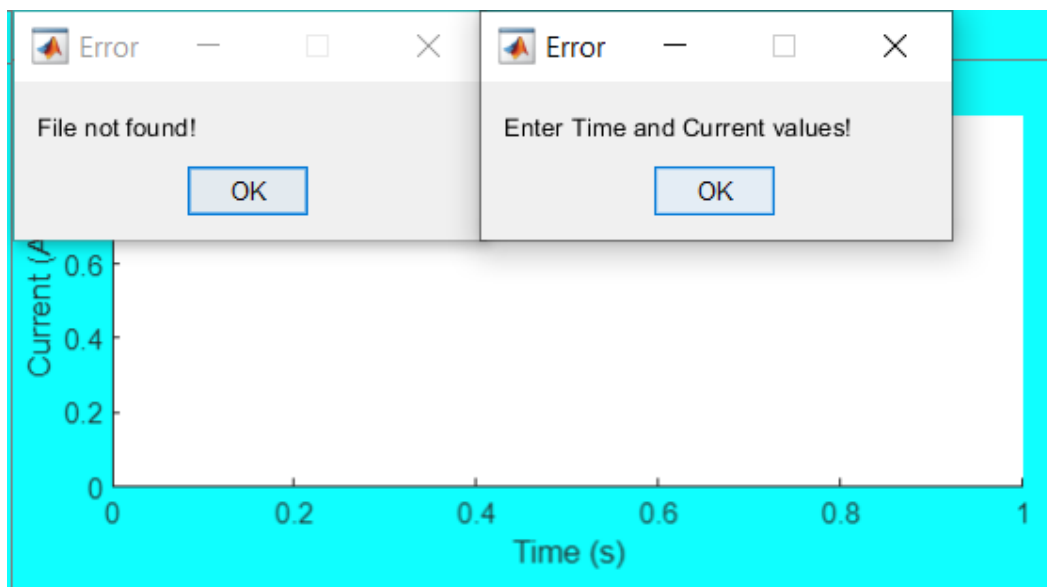 Error
Error
File not found!
Enter Time and Current values!
OK
OK
Current (A
0.6
0.4
0.2
0
0
0.2
0.4
0.6
0.8
1
Time (s)